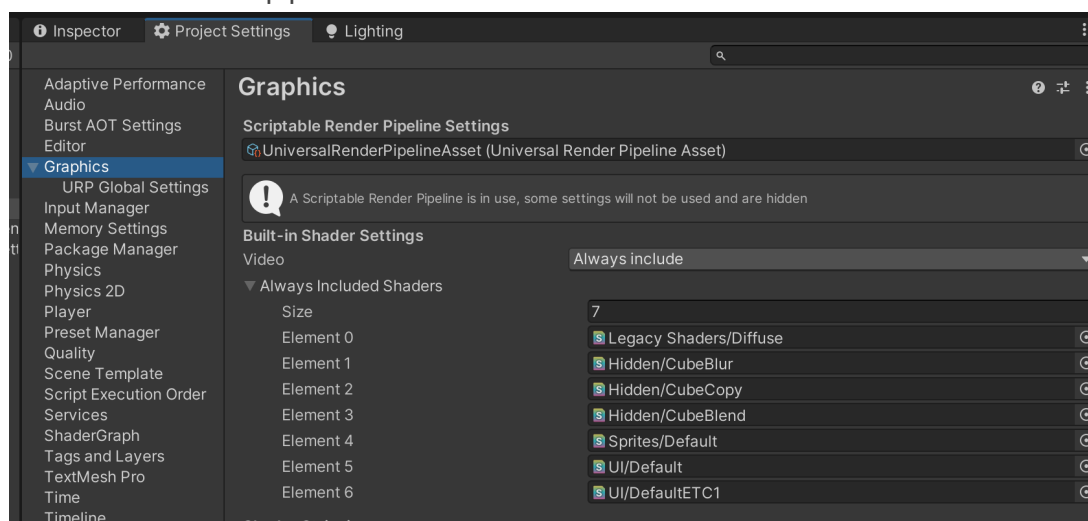 Inspector
Project Settings
Lighting
Adaptive Performance
Audio
Burst AOT Settings
Editor
Graphics
URP Global Settings
Input Manager
Memory Settings
Package Manager
Physics
Physics 2D
Player
Preset Manager
Quality
Scene Template
Script Execution Order
Services
ShaderGraph
Tags and Layers
TextMesh Pro
Time
Timeline
Graphics
Scriptable Render Pipeline Settings
UniversalRenderPipelineAsset (Universal Render Pipeline Asset)
A Scriptable Render Pipeline is in use, some settings will not be used and are hidden
Built-in Shader Settings
Video Always include
Always Included Shaders
Size 7
Element 0 Legacy Shaders/Diffuse
Element 1 Hidden/CubeBlur
Element 2 Hidden/CubeCopy
Element 3 Hidden/CubeBlend
Element 4 Sprites/Default
Element 5 UI/Default
Element 6 UI/DefaultETC1